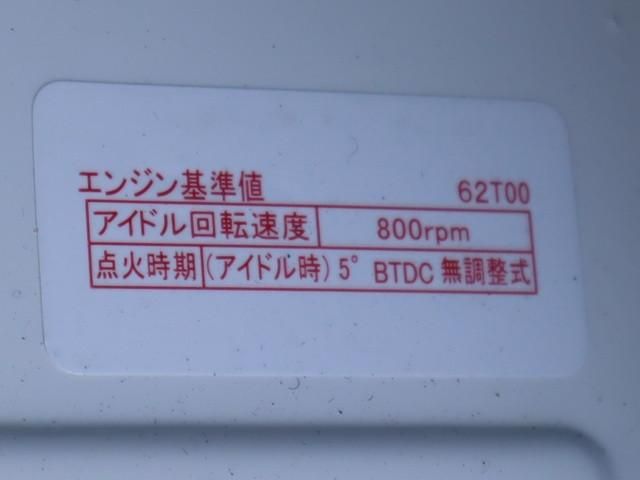 エンジン基準値 62T00
アイドル回転速度 800rpm
点火時期 (アイドル時) 5° BTDC 無調整式